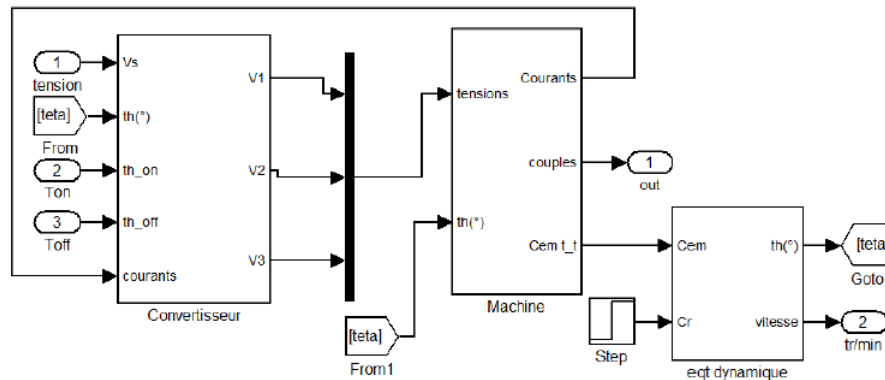 1
tension
[teta]
From
2
Ton
3
Toff
Vs
th(°)
th_on
th_off
courants
V1
V2
V3
Convertisseur
[teta]
From1
tensions
th(°)
Courants
couples
Cem t_t
Machine
1
out
Step
Cem
Cr
th(°)
vitesse
eqt dynamique
[teta
Goto
2
tr/min